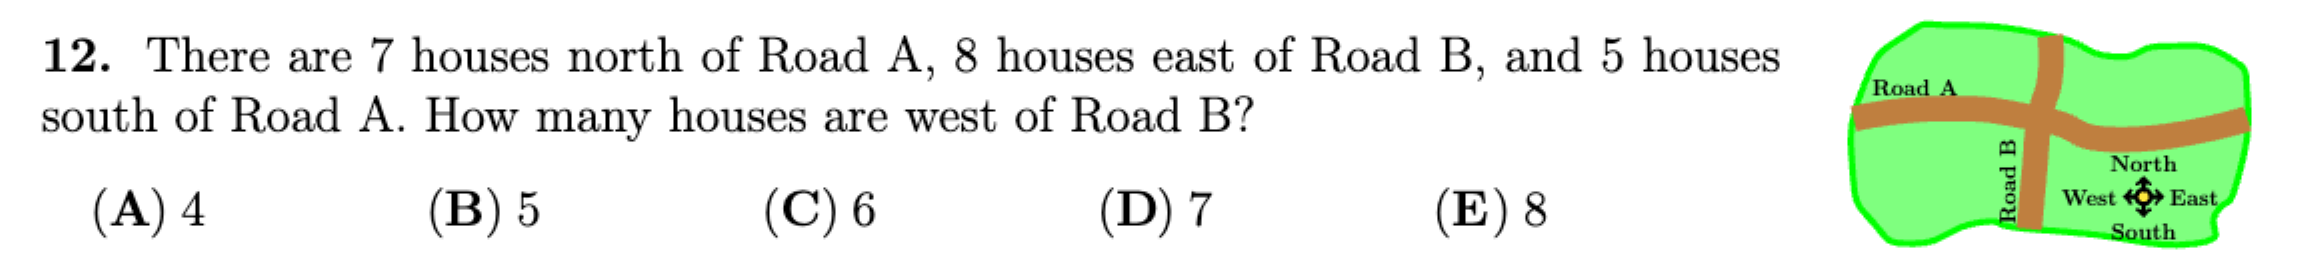 12. There are 7 houses north of Road A, 8 houses east of Road B, and 5 houses
south of Road A. How many houses are west of Road B?
(A) 4 (B) 5 (C) 6 (D) 7 (E) 8
Road A
Road B
North
West East
South